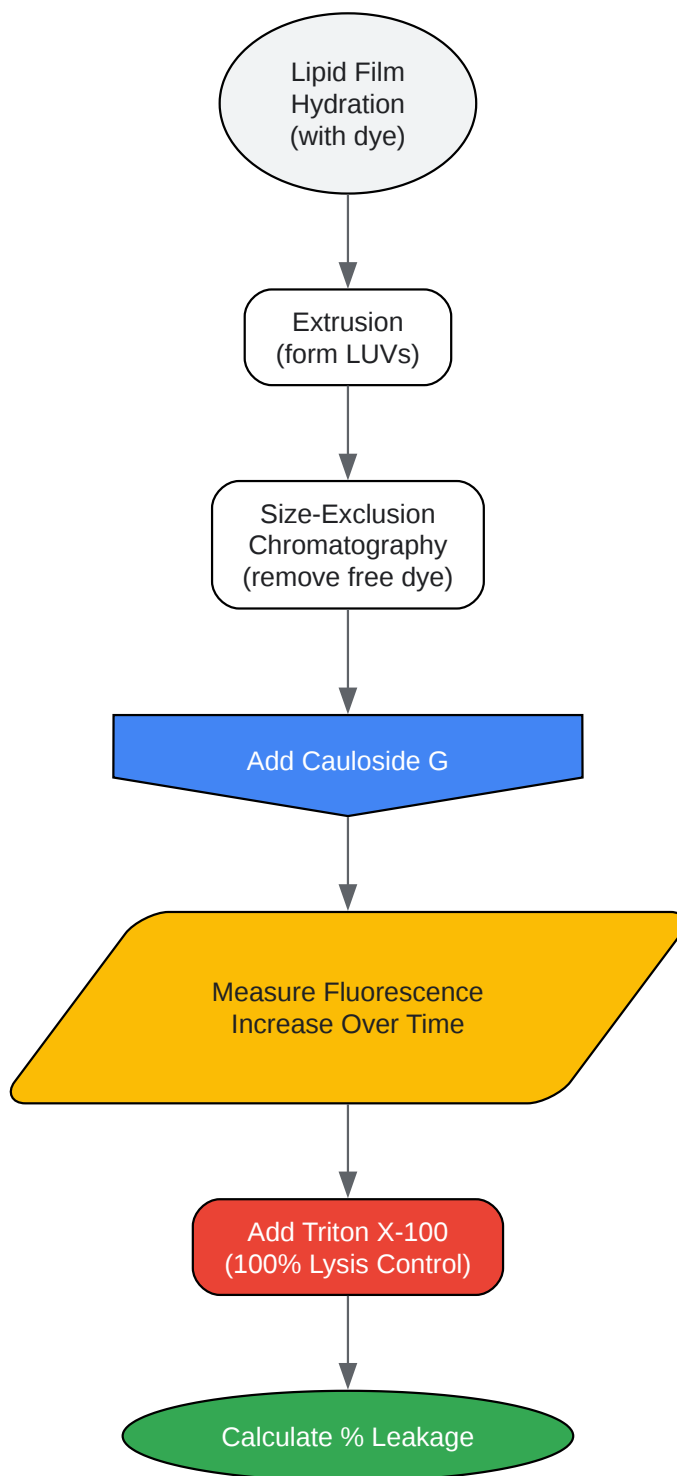 Lipid Film
Hydration
(with dye)
Extrusion
(form LUVs)
Size-Exclusion
Chromatography
(remove free dye)
Add Cauloside G
Measure Fluorescence
Increase Over Time
Add Triton X-100
(100% Lysis Control)
Calculate % Leakage